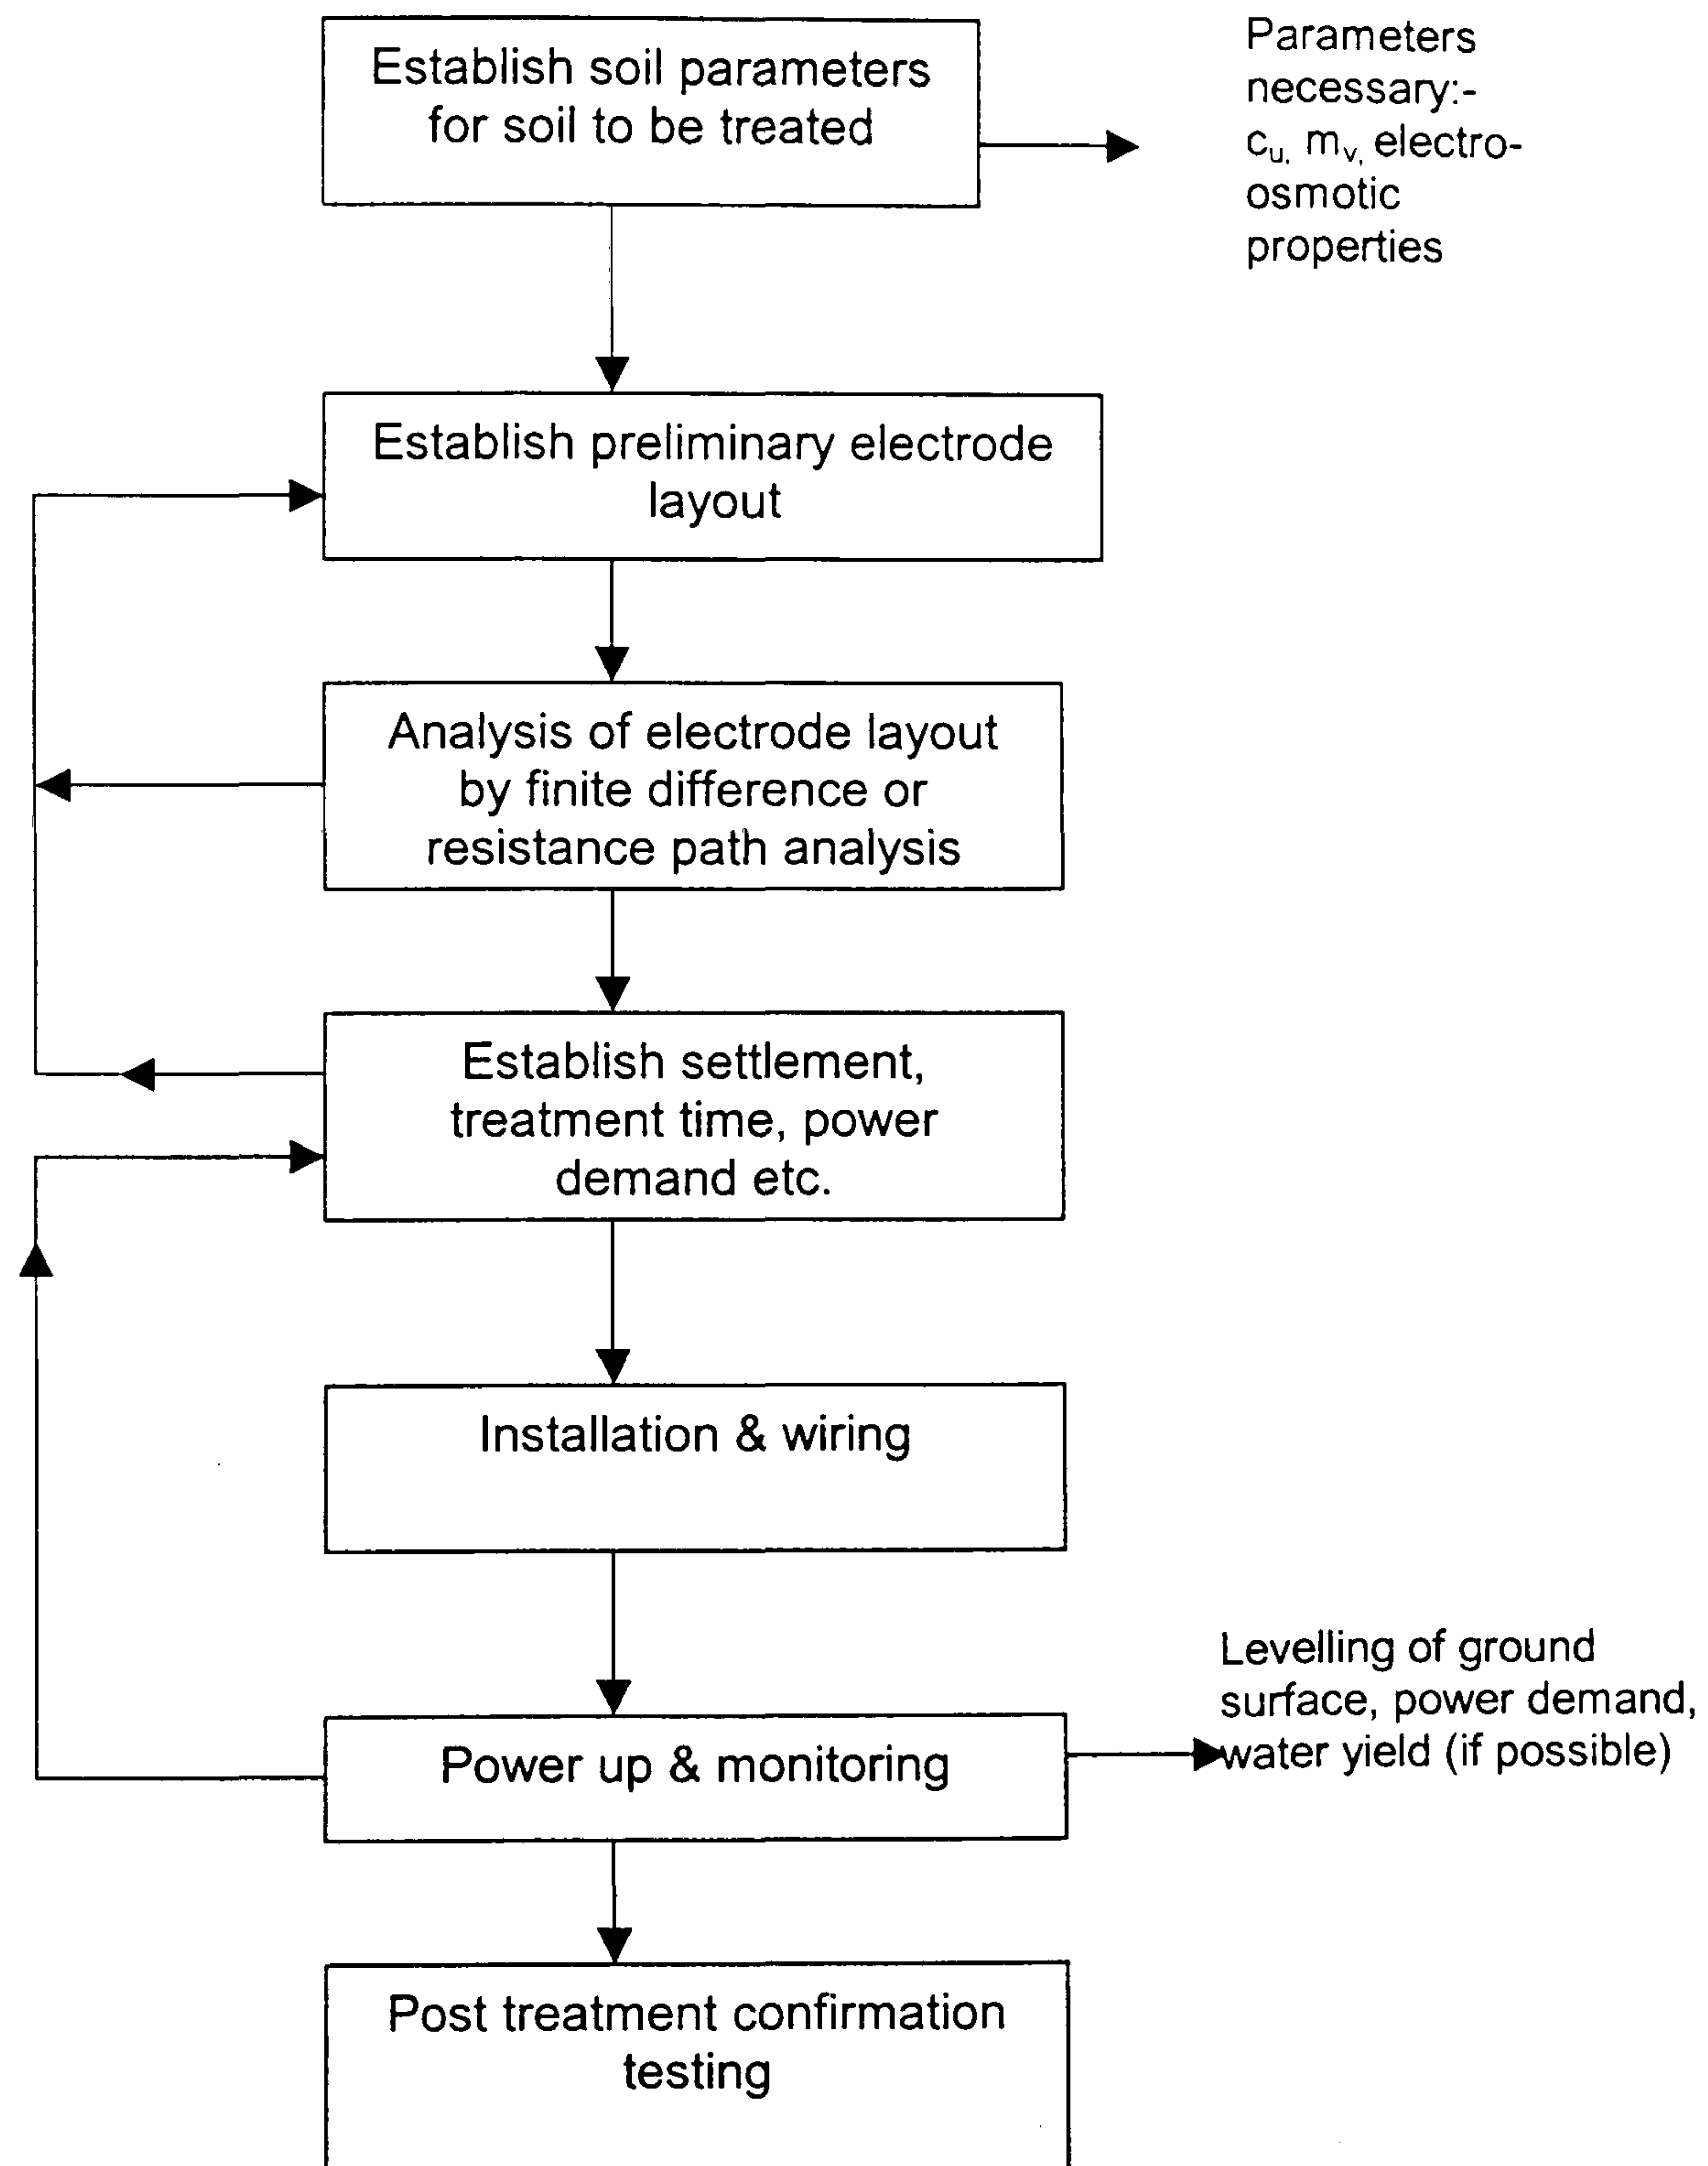 Establish soil parameters
for soil to be treated
Parameters
necessary:-
cu, mv, electro-
osmotic
properties
Establish preliminary electrode
layout
Analysis of electrode layout
by finite difference or
resistance path analysis
Establish settlement,
treatment time, power
demand etc.
Installation & wiring
Power up & monitoring
Levelling of ground
surface, power demand,
water yield (if possible)
Post treatment confirmation
testing